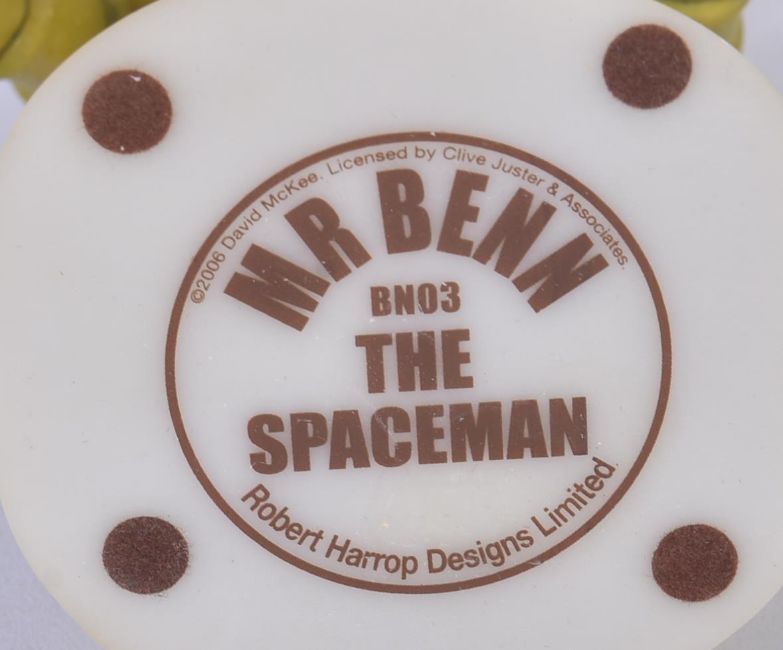 ©2006 David McKee. Licensed by Clive Juster & Associates.
MR BENN
BN03
THE
SPACEMAN
Robert Harrop Designs Limited.